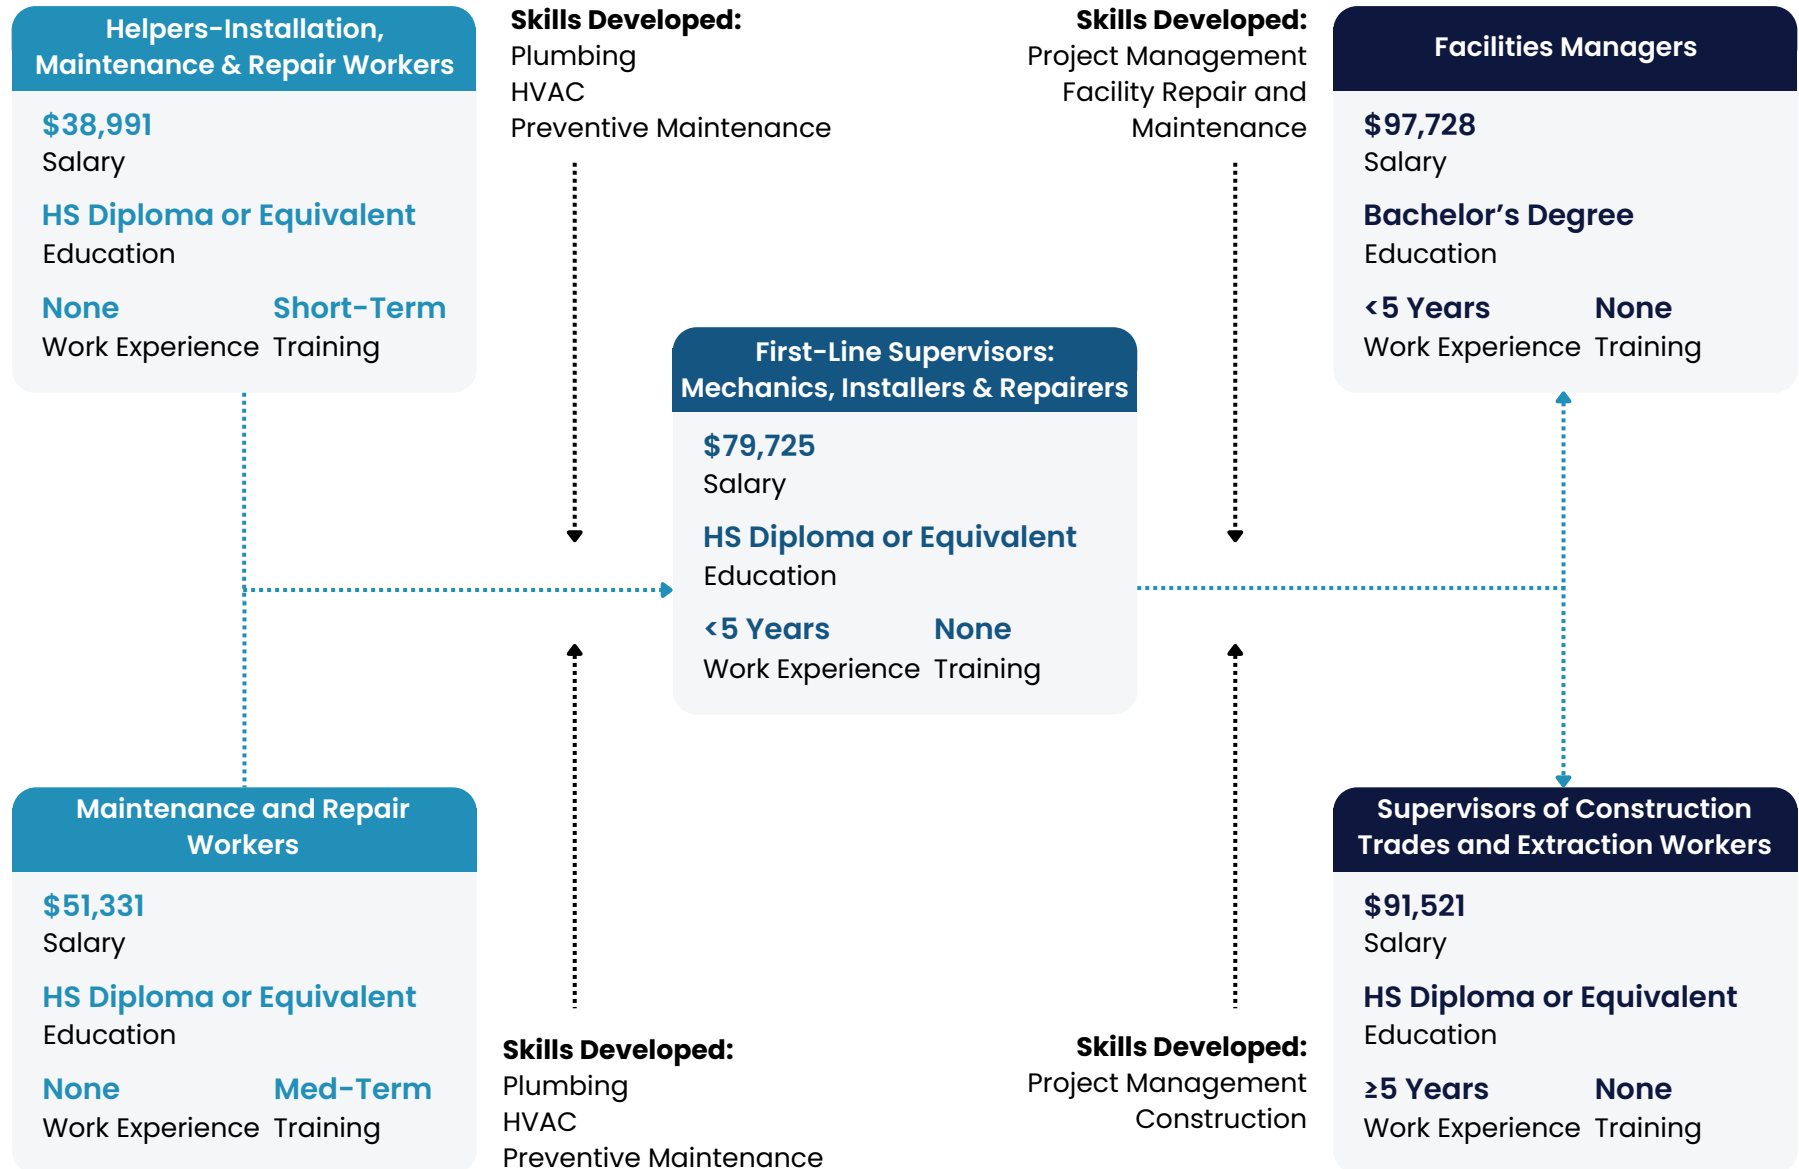 Helpers-Installation,
Maintenance & Repair Workers
$38,991
Salary
HS Diploma or Equivalent
Education
None Short-Term
Work Experience Training
Skills Developed:
Plumbing
HVAC
Preventive Maintenance
Skills Developed:
Project Management
Facility Repair and
Maintenance
Facilities Managers
$97,728
Salary
Bachelor’s Degree
Education
<5 Years None
Work Experience Training
First-Line Supervisors:
Mechanics, Installers & Repairers
$79,725
Salary
HS Diploma or Equivalent
Education
<5 Years None
Work Experience Training
Maintenance and Repair
Workers
$51,331
Salary
HS Diploma or Equivalent
Education
None Med-Term
Work Experience Training
Skills Developed:
Plumbing
HVAC
Preventive Maintenance
Skills Developed:
Project Management
Construction
Supervisors of Construction
Trades and Extraction Workers
$91,521
Salary
HS Diploma or Equivalent
Education
≥5 Years None
Work Experience Training